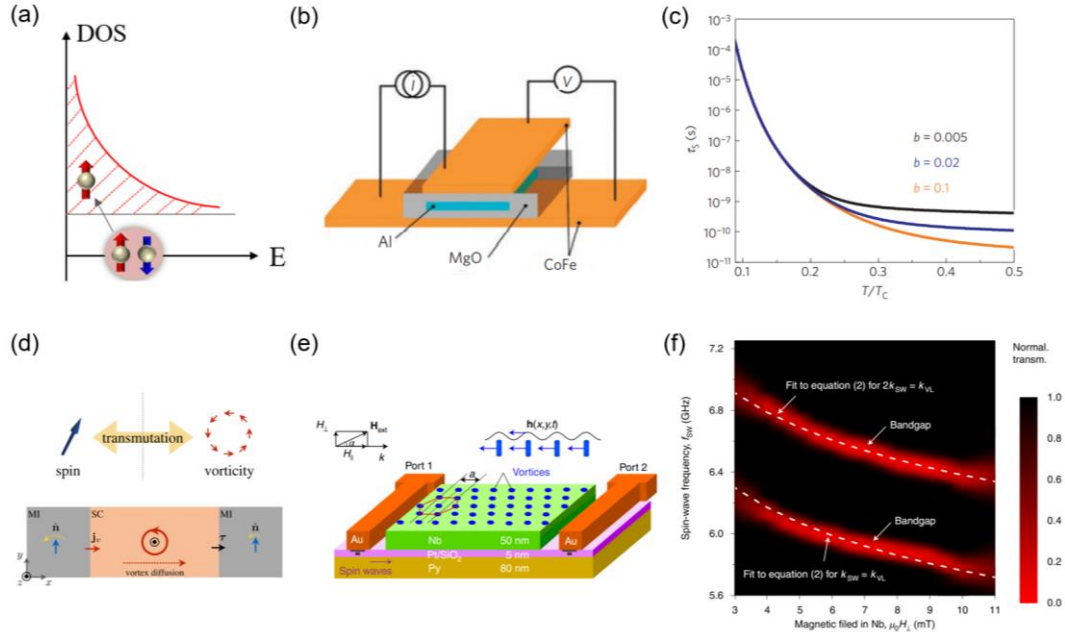 (a)
DOS
E
(b)
I
V
Al
MgO
CoFe
(c)
τS (s)
10⁻³
10⁻⁴
10⁻⁵
10⁻⁶
10⁻⁷
10⁻⁸
10⁻⁹
10⁻¹⁰
10⁻¹¹
b = 0.005
b = 0.02
b = 0.1
0.1 0.2 0.3 0.4 0.5
T/TC
(d)
transmutation
spin
vorticity
MI SC MI
n̂ n̂
τ
vortex diffusion
y
z x
(e)
H⊥ Hext
α
H∥ k
h(x,y,t)
Port 1 Vortices Port 2
a
Au Nb 50 nm Au
Pt/SiO₂ 5 nm
Spin waves Py 80 nm
(f)
Spin-wave frequency, fSW (GHz)
7.2
6.8
6.4
6.0
5.6
Fit to equation (2) for 2kSW = kVL
Bandgap
Bandgap
Fit to equation (2) for kSW = kVL
3 4 5 6 7 8 9 10 11
Magnetic filed in Nb, μ₀H⊥ (mT)
Normal.
transm.
1.0
0.8
0.6
0.4
0.2
0.0